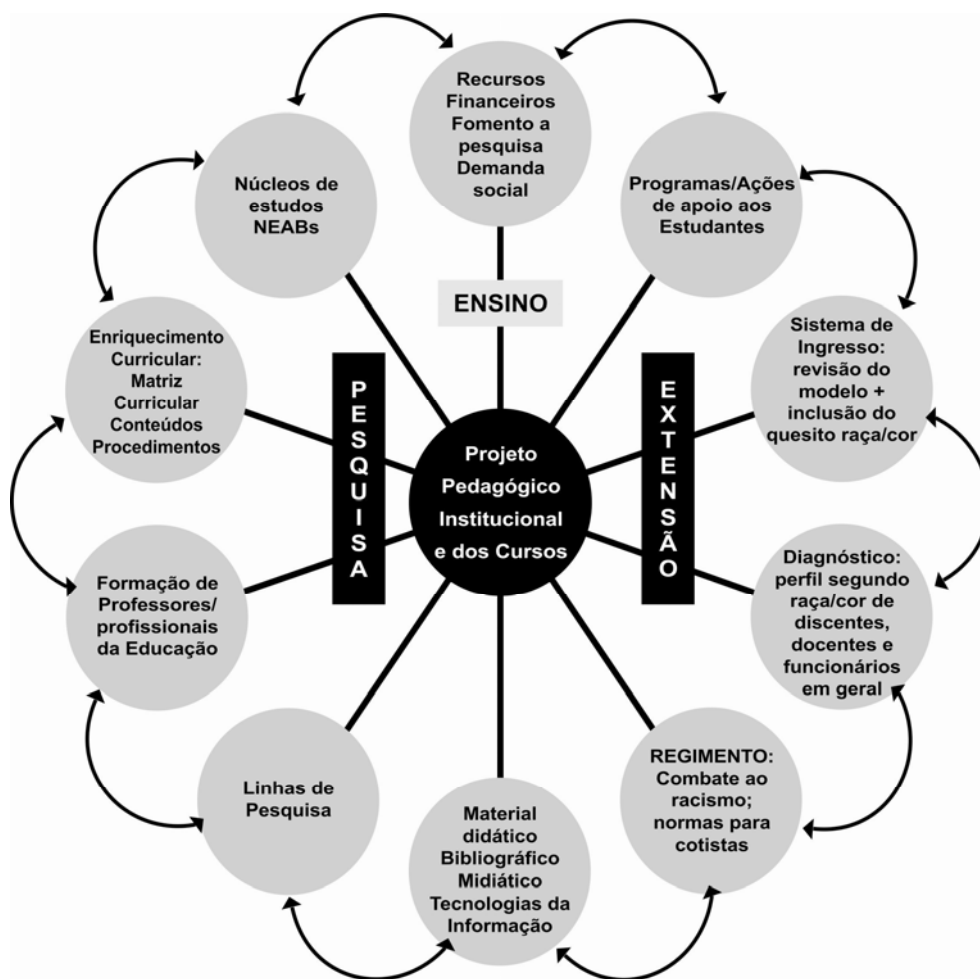 Recursos
Financeiros
Fomento a
pesquisa
Demanda
social
Programas/Ações
de apoio aos
Estudantes
Sistema de
Ingresso:
revisão do
modelo +
inclusão do
quesito raça/cor
Diagnóstico:
perfil segundo
raça/cor de
discentes,
docentes e
funcionários
em geral
REGIMENTO:
Combate ao
racismo;
normas para
cotistas
Material
didático
Bibliográfico
Midiático
Tecnologias da
Informação
Linhas de
Pesquisa
Formação de
Professores/
profissionais
da Educação
Enriquecimento
Curricular:
Matriz
Curricular
Conteúdos
Procedimentos
Núcleos de
estudos
NEABs
ENSINO
PESQUISA
EXTENSÃO
Projeto
Pedagógico
Institucional
e dos Cursos